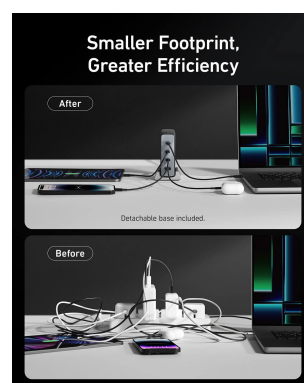 Smaller Footprint,
Greater Efficiency
After
Detachable base included.
Before